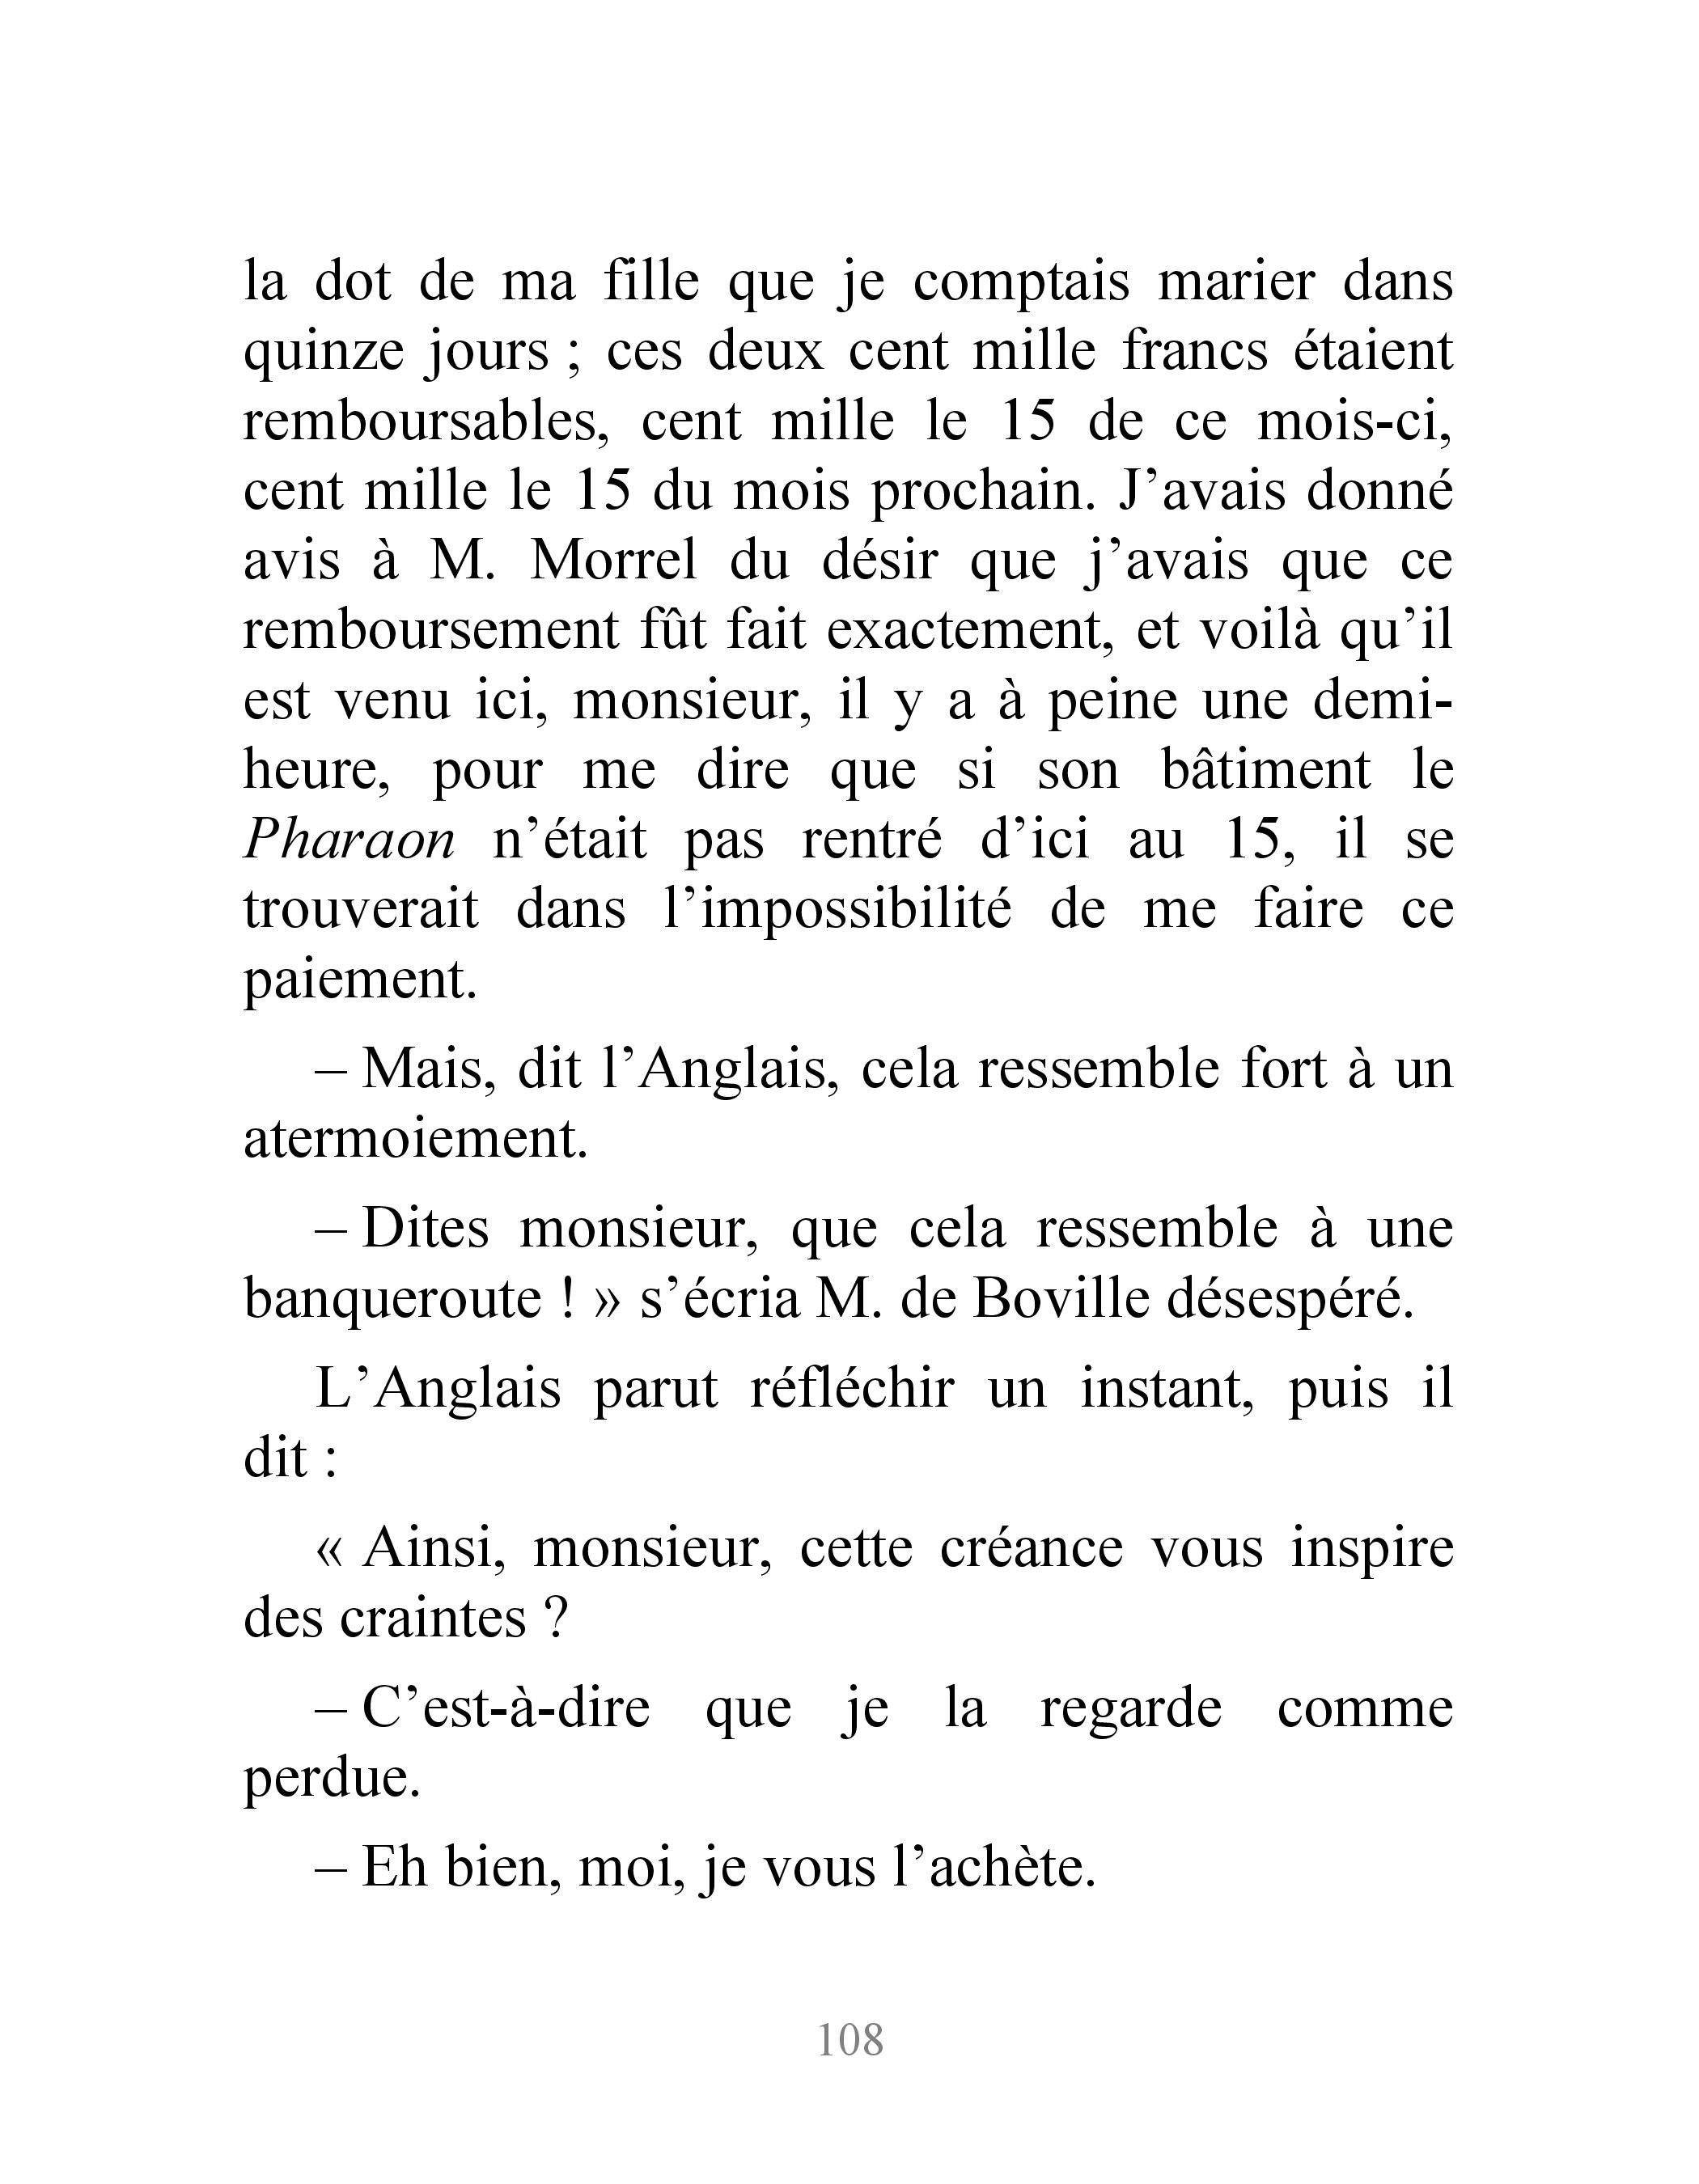 la dot de ma fille que je comptais marier dans
quinze jours ; ces deux cent mille francs étaient
remboursables, cent mille le 15 de ce mois-ci,
cent mille le 15 du mois prochain. J’avais donné
avis à M. Morrel du désir que j’avais que ce
remboursement fût fait exactement, et voilà qu’il
est venu ici, monsieur, il y a à peine une demi-
heure, pour me dire que si son bâtiment le
Pharaon n’était pas rentré d’ici au 15, il se
trouverait dans l’impossibilité de me faire ce
paiement.
– Mais, dit l’Anglais, cela ressemble fort à un
atermoiement.
– Dites monsieur, que cela ressemble à une
banqueroute ! » s’écria M. de Boville désespéré.
L’Anglais parut réfléchir un instant, puis il
dit :
« Ainsi, monsieur, cette créance vous inspire
des craintes ?
– C’est-à-dire que je la regarde comme
perdue.
– Eh bien, moi, je vous l’achète.
108